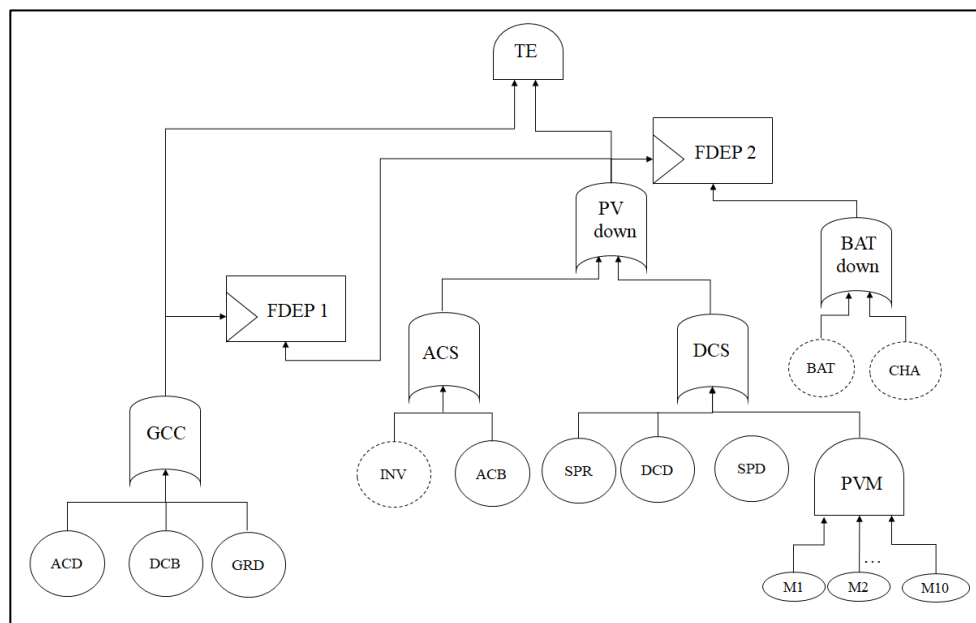 TE
FDEP 2
PV
down
BAT
down
FDEP 1
ACS
DCS
BAT
CHA
GCC
INV
ACB
SPR
DCD
SPD
PVM
ACD
DCB
GRD
...
M1
M2
M10